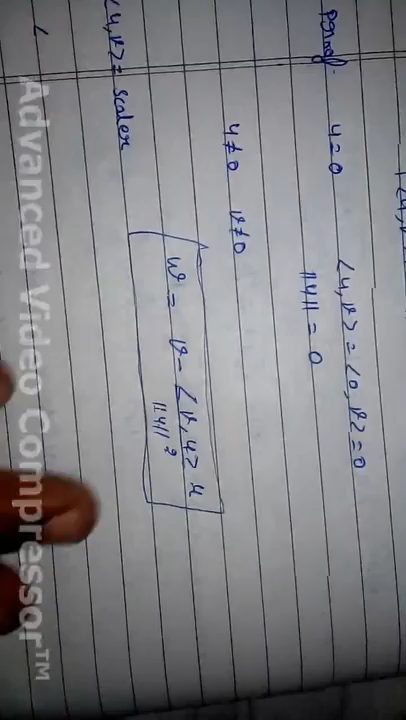 Proof: u=0 <u,v> = <0,v> = 0
||u|| = 0
u≠0 v≠0
w = v - <v,u> u
||u||²
<u,v> = scalar
Advanced Video Compressor™